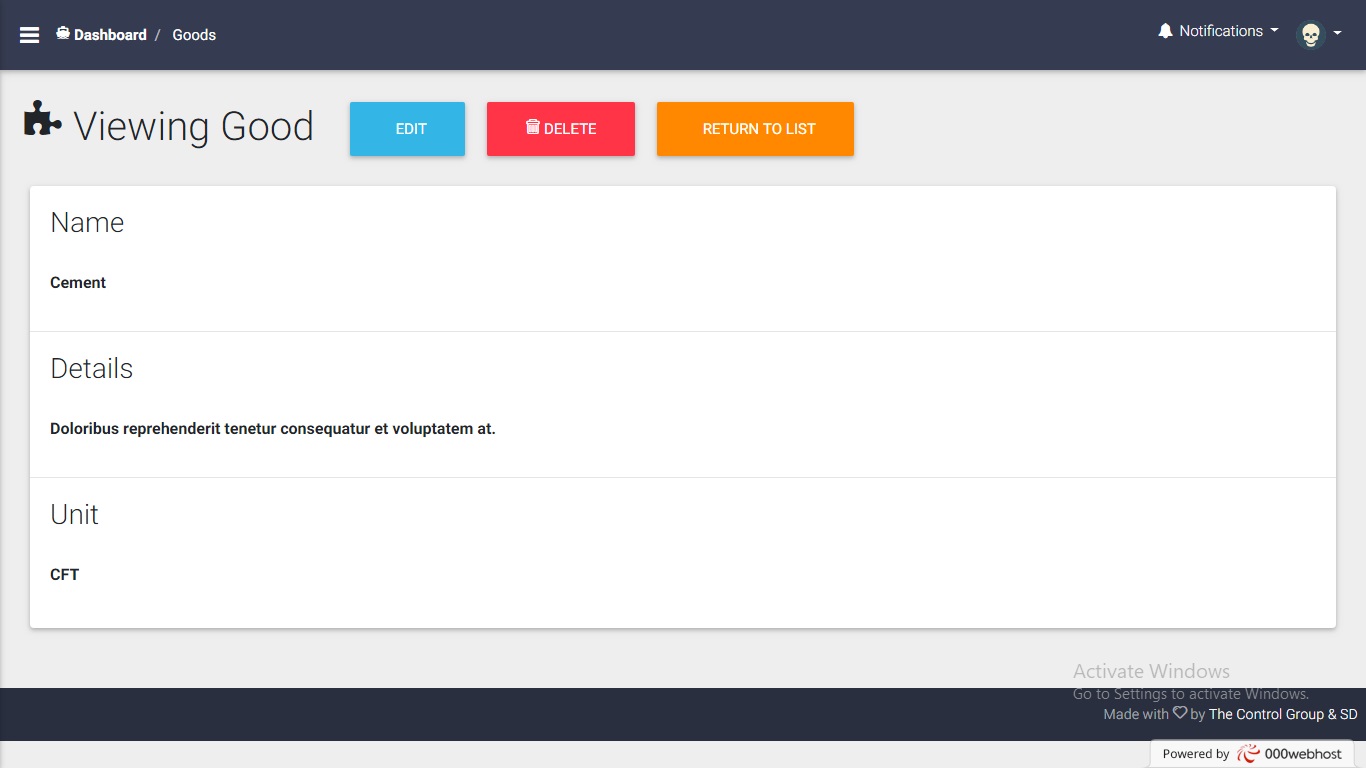 Dashboard / Goods
Notifications
Viewing Good
EDIT
DELETE
RETURN TO LIST
Name
Cement
Details
Doloribus reprehenderit tenetur consequatur et voluptatem at.
Unit
CFT
Activate Windows
Go to Settings to activate Windows.
Made with by The Control Group & SD
Powered by 000webhost